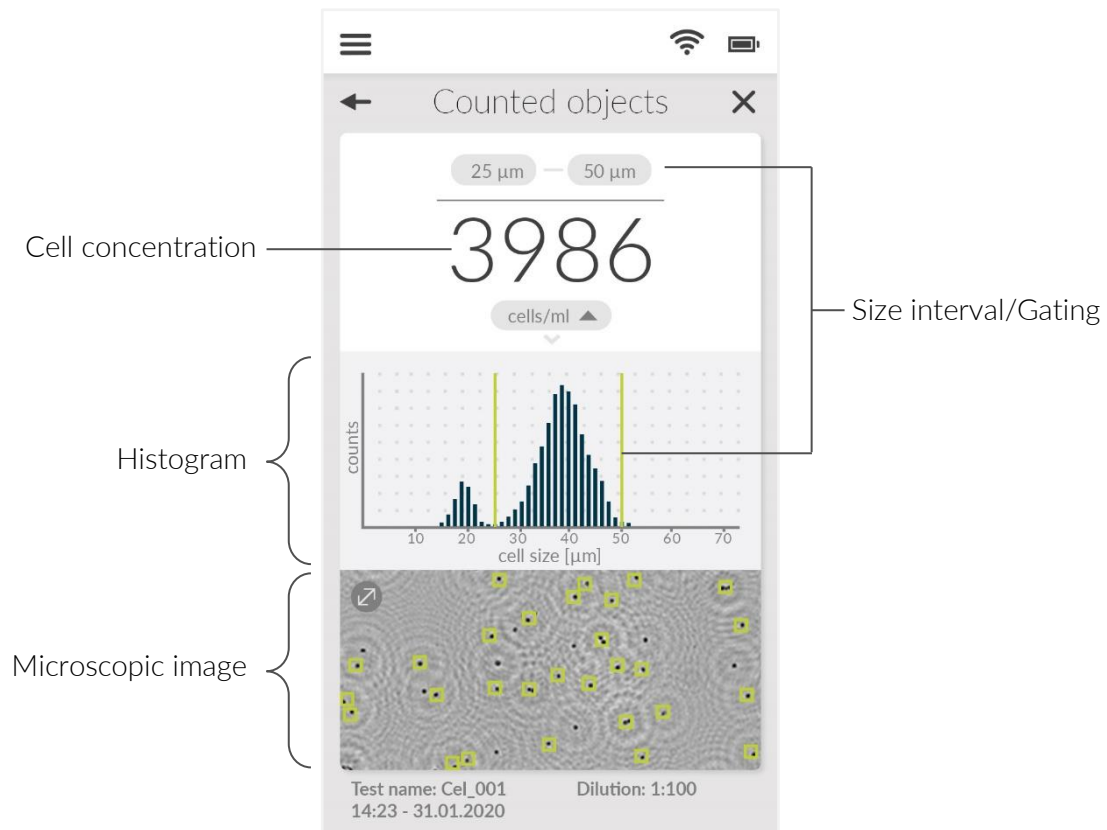 Counted objects
25 µm
50 µm
3986
cells/ml
Cell concentration
Size interval/Gating
Histogram
counts
10 20 30 40 50 60 70
cell size [µm]
Microscopic image
Test name: Cel_001 Dilution: 1:100
14:23 - 31.01.2020